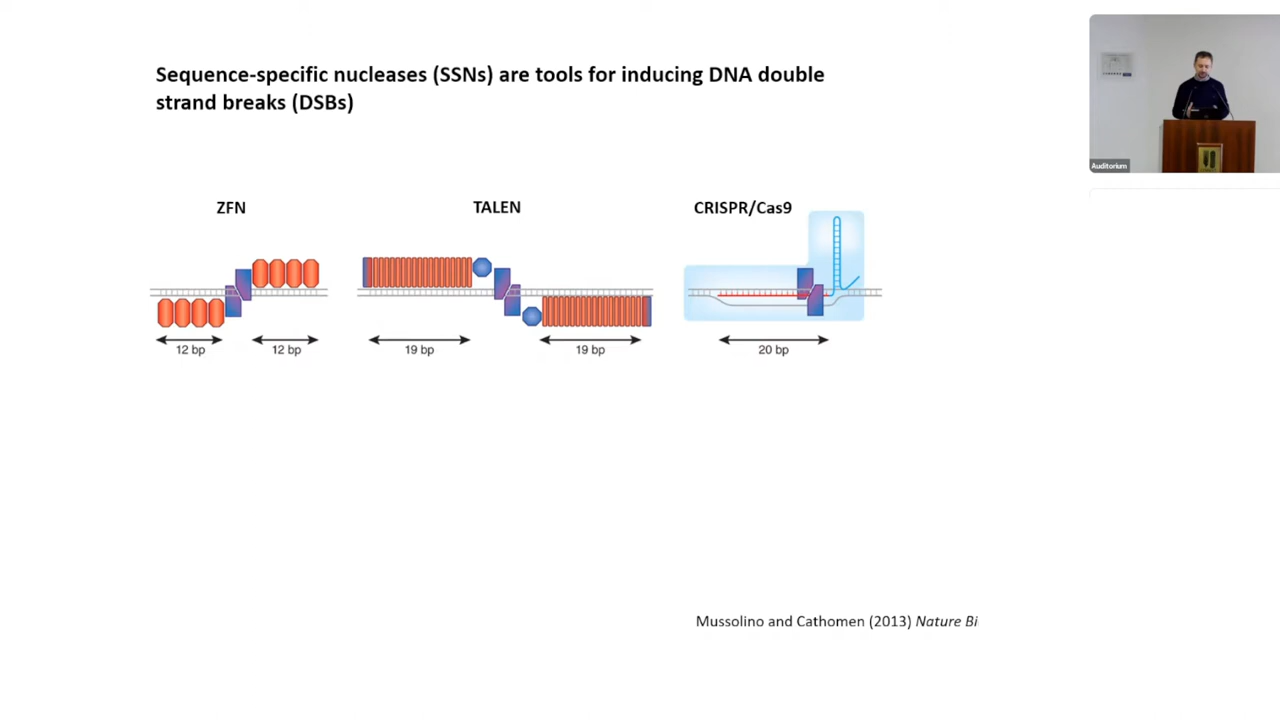 Sequence-specific nucleases (SSNs) are tools for inducing DNA double
strand breaks (DSBs)
Auditorium
ZFN
TALEN
CRISPR/Cas9
12 bp
12 bp
19 bp
19 bp
20 bp
Mussolino and Cathomen (2013) Nature Bi